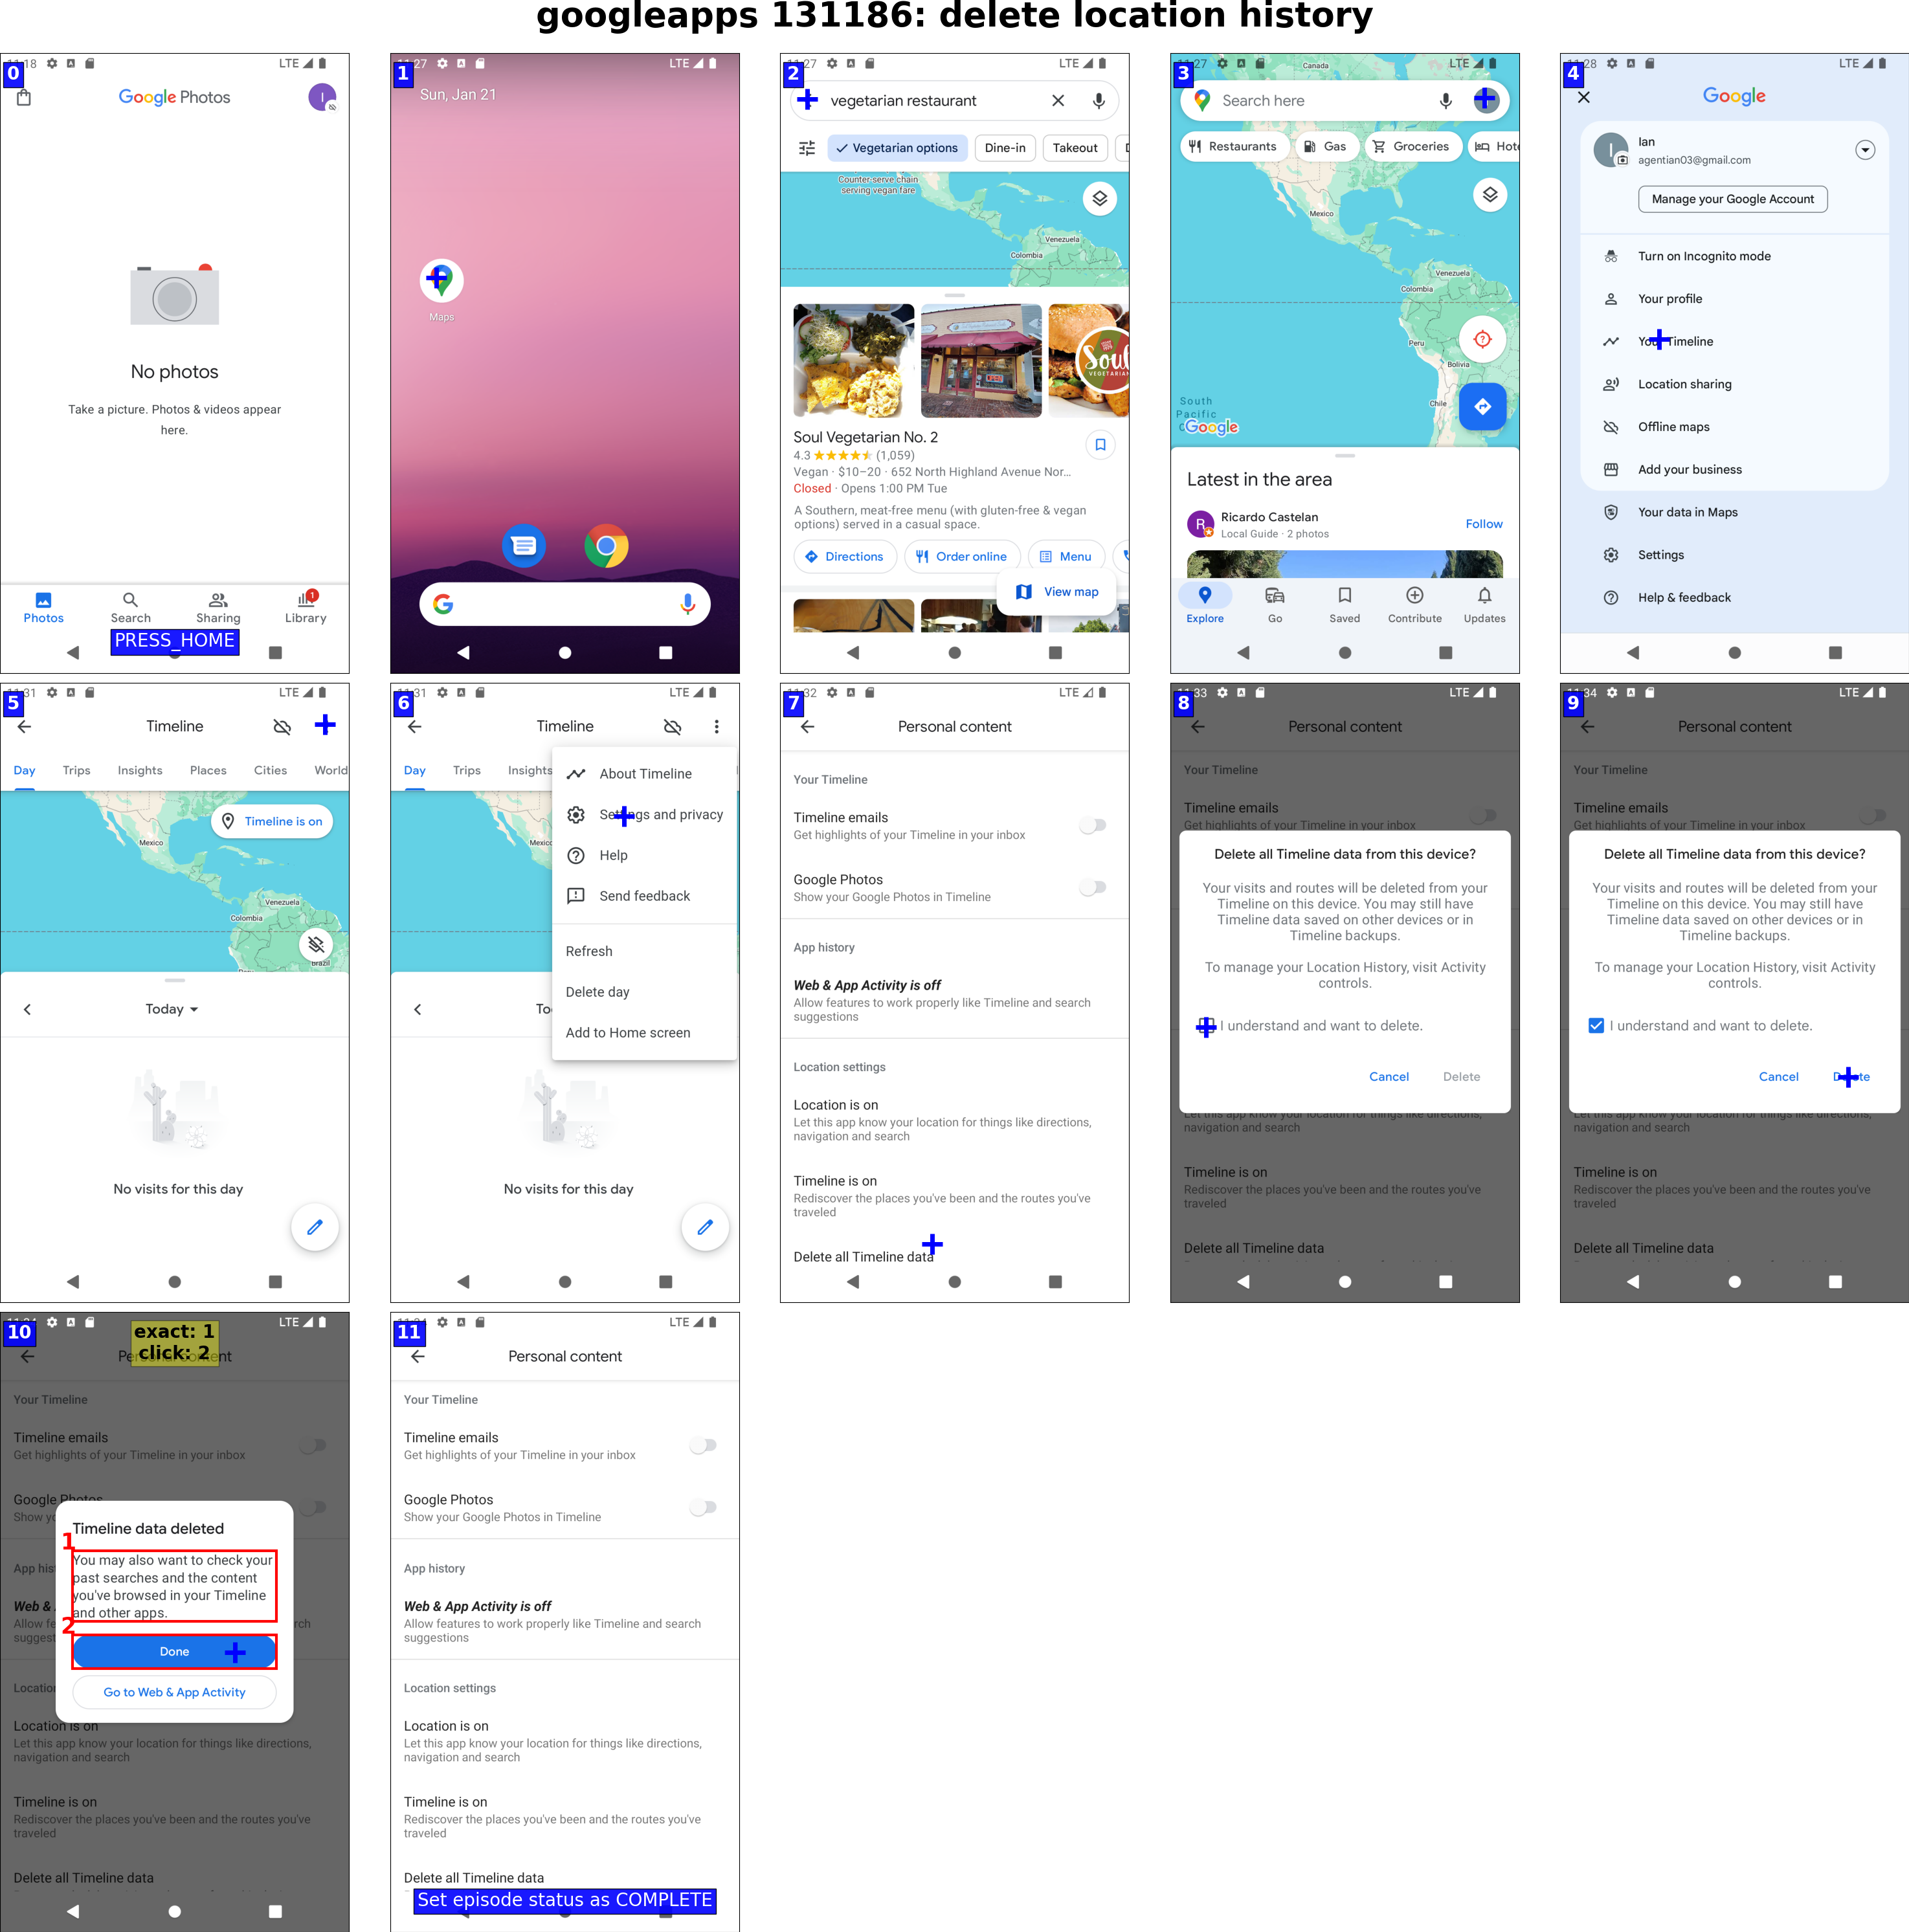 googleapps 131186: delete location history
0
LTE
Google Photos
I
No photos
Take a picture. Photos & videos appear
here.
1
Photos
Search
Sharing
Library
PRESS_HOME
1
LTE
Sun, Jan 21
Maps
2
LTE
vegetarian restaurant
Vegetarian options
Dine-in
Takeout
Counter-serve chain
serving vegan fare
Venezuela
Colombia
Soul
VEGETARIAN
Soul Vegetarian No. 2
4.3 (1,059)
Vegan · $10–20 · 652 North Highland Avenue Nor...
Closed · Opens 1:00 PM Tue
A Southern, meat-free menu (with gluten-free & vegan
options) served in a casual space.
Directions
Order online
Menu
View map
3
LTE
Canada
Search here
Restaurants
Gas
Groceries
Hote
Mexico
Venezuela
Colombia
Peru
Bolivia
Chile
South
Pacific
Google
Latest in the area
R
Ricardo Castelan
Local Guide · 2 photos
Follow
Explore
Go
Saved
Contribute
Updates
4
:28
LTE
Google
I
Ian
agentian03@gmail.com
Manage your Google Account
Turn on Incognito mode
Your profile
Your Timeline
Location sharing
Offline maps
Add your business
Your data in Maps
Settings
Help & feedback
5
LTE
Timeline
Day
Trips
Insights
Places
Cities
World
Timeline is on
Mexico
Venezuela
Colombia
Brazil
Today
No visits for this day
6
LTE
Timeline
Day
Trips
Insights
About Timeline
Settings and privacy
Help
Send feedback
Refresh
Delete day
Add to Home screen
No visits for this day
7
LTE
Personal content
Your Timeline
Timeline emails
Get highlights of your Timeline in your inbox
Google Photos
Show your Google Photos in Timeline
App history
Web & App Activity is off
Allow features to work properly like Timeline and search
suggestions
Location settings
Location is on
Let this app know your location for things like directions,
navigation and search
Timeline is on
Rediscover the places you've been and the routes you've
traveled
Delete all Timeline data
8
LTE
Personal content
Your Timeline
Timeline emails
Get highlights of your Timeline in your inbox
Delete all Timeline data from this device?
Your visits and routes will be deleted from your
Timeline on this device. You may still have
Timeline data saved on other devices or in
Timeline backups.
To manage your Location History, visit Activity
controls.
I understand and want to delete.
Cancel
Delete
Let this app know your location for things like directions,
navigation and search
Timeline is on
Rediscover the places you've been and the routes you've
traveled
Delete all Timeline data
9
LTE
Personal content
Your Timeline
Timeline emails
Get highlights of your Timeline in your inbox
Delete all Timeline data from this device?
Your visits and routes will be deleted from your
Timeline on this device. You may still have
Timeline data saved on other devices or in
Timeline backups.
To manage your Location History, visit Activity
controls.
I understand and want to delete.
Cancel
Delete
Let this app know your location for things like directions,
navigation and search
Timeline is on
Rediscover the places you've been and the routes you've
traveled
Delete all Timeline data
10
exact: 1
click: 2
LTE
Personal content
Your Timeline
Timeline emails
Get highlights of your Timeline in your inbox
Google Photos
Timeline data deleted
1
You may also want to check your
past searches and the content
you've browsed in your Timeline
and other apps.
2
Done
Go to Web & App Activity
Location is on
Let this app know your location for things like directions,
navigation and search
Timeline is on
Rediscover the places you've been and the routes you've
traveled
Delete all Timeline data
11
LTE
Personal content
Your Timeline
Timeline emails
Get highlights of your Timeline in your inbox
Google Photos
Show your Google Photos in Timeline
App history
Web & App Activity is off
Allow features to work properly like Timeline and search
suggestions
Location settings
Location is on
Let this app know your location for things like directions,
navigation and search
Timeline is on
Rediscover the places you've been and the routes you've
traveled
Delete all Timeline data
Set episode status as COMPLETE